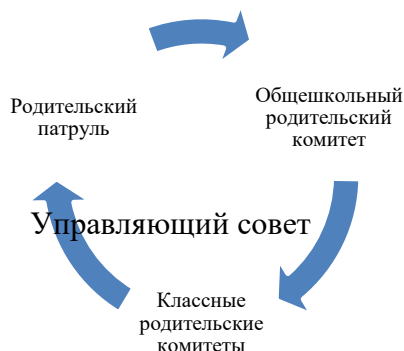 Родительский
патруль
Общешкольный
родительский
комитет
Управляющий совет
Классные
родительские
комитеты